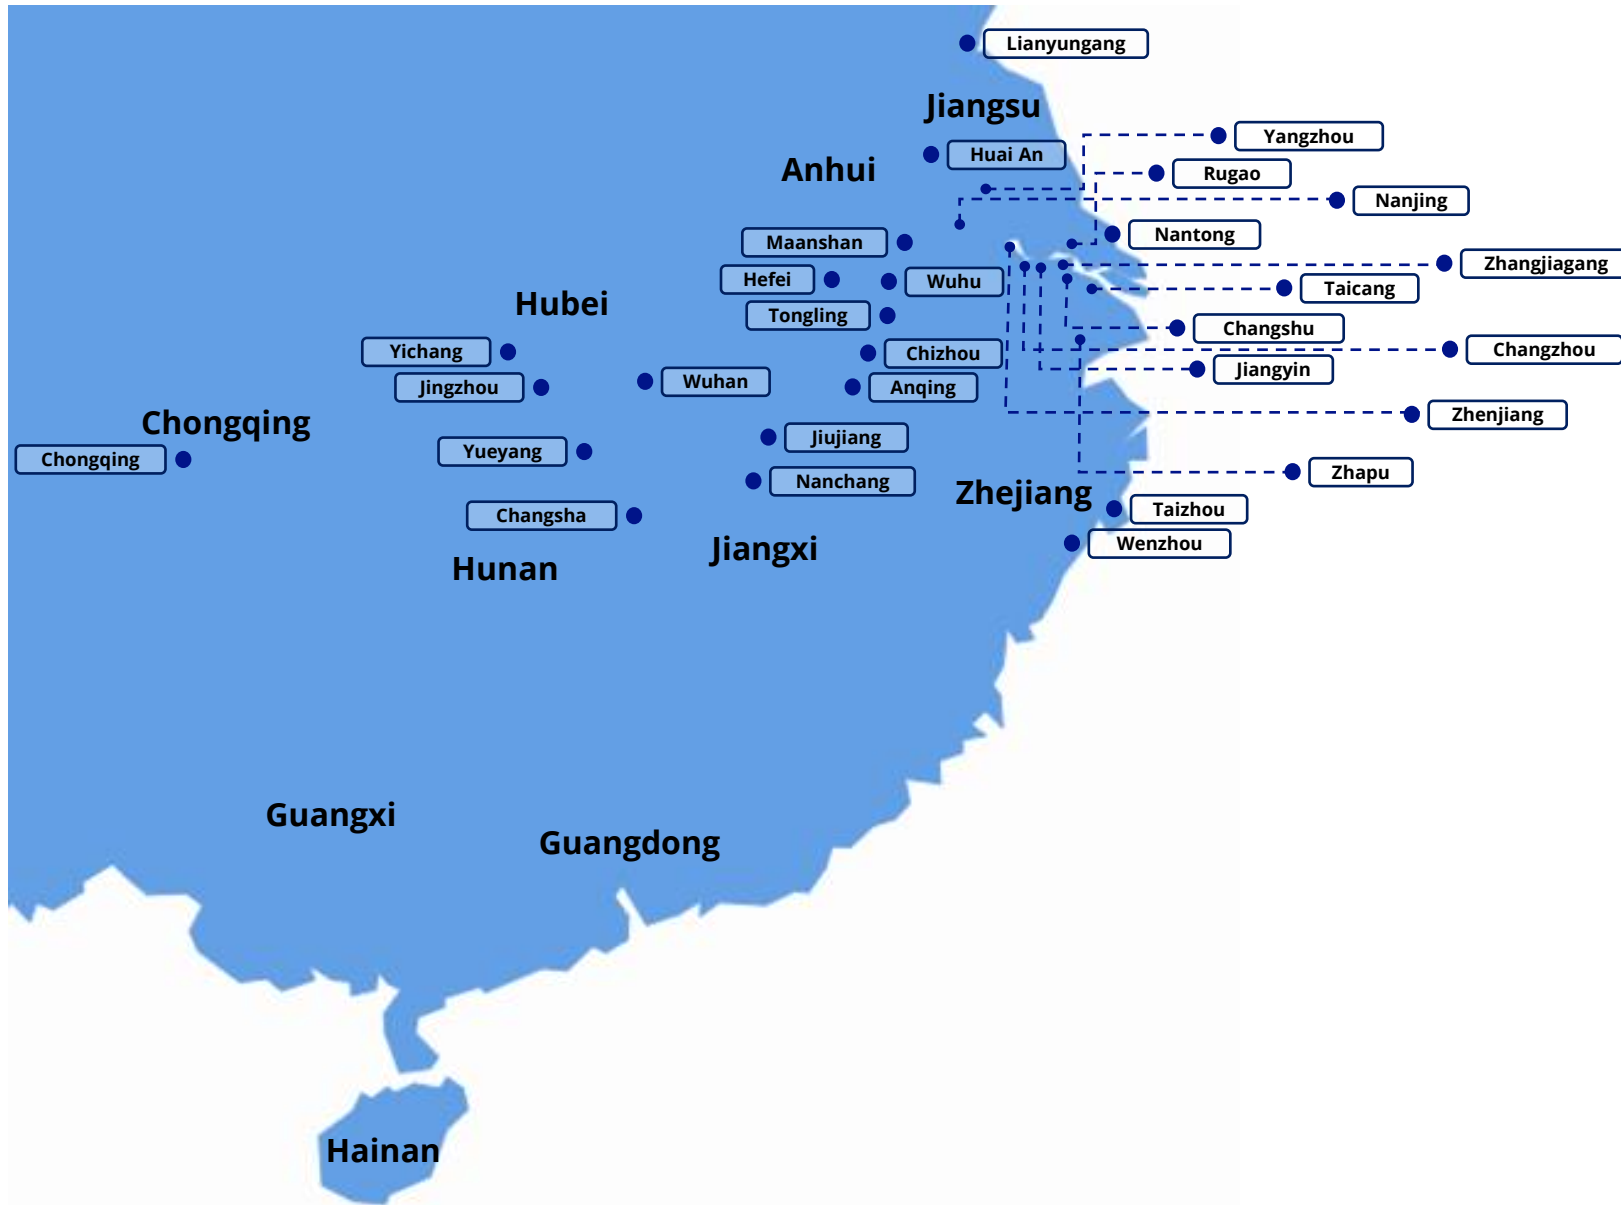 Lianyungang
Jiangsu
Yangzhou
Huai An
Anhui
Rugao
Nanjing
Nantong
Maanshan
Zhangjiagang
Hefei
Wuhu
Taicang
Hubei
Tongling
Changshu
Yichang
Chizhou
Changzhou
Jiangyin
Jingzhou
Wuhan
Anqing
Zhenjiang
Chongqing
Jiujiang
Yueyang
Chongqing
Zhapu
Nanchang
Zhejiang
Taizhou
Changsha
Wenzhou
Jiangxi
Hunan
Guangxi
Guangdong
Hainan